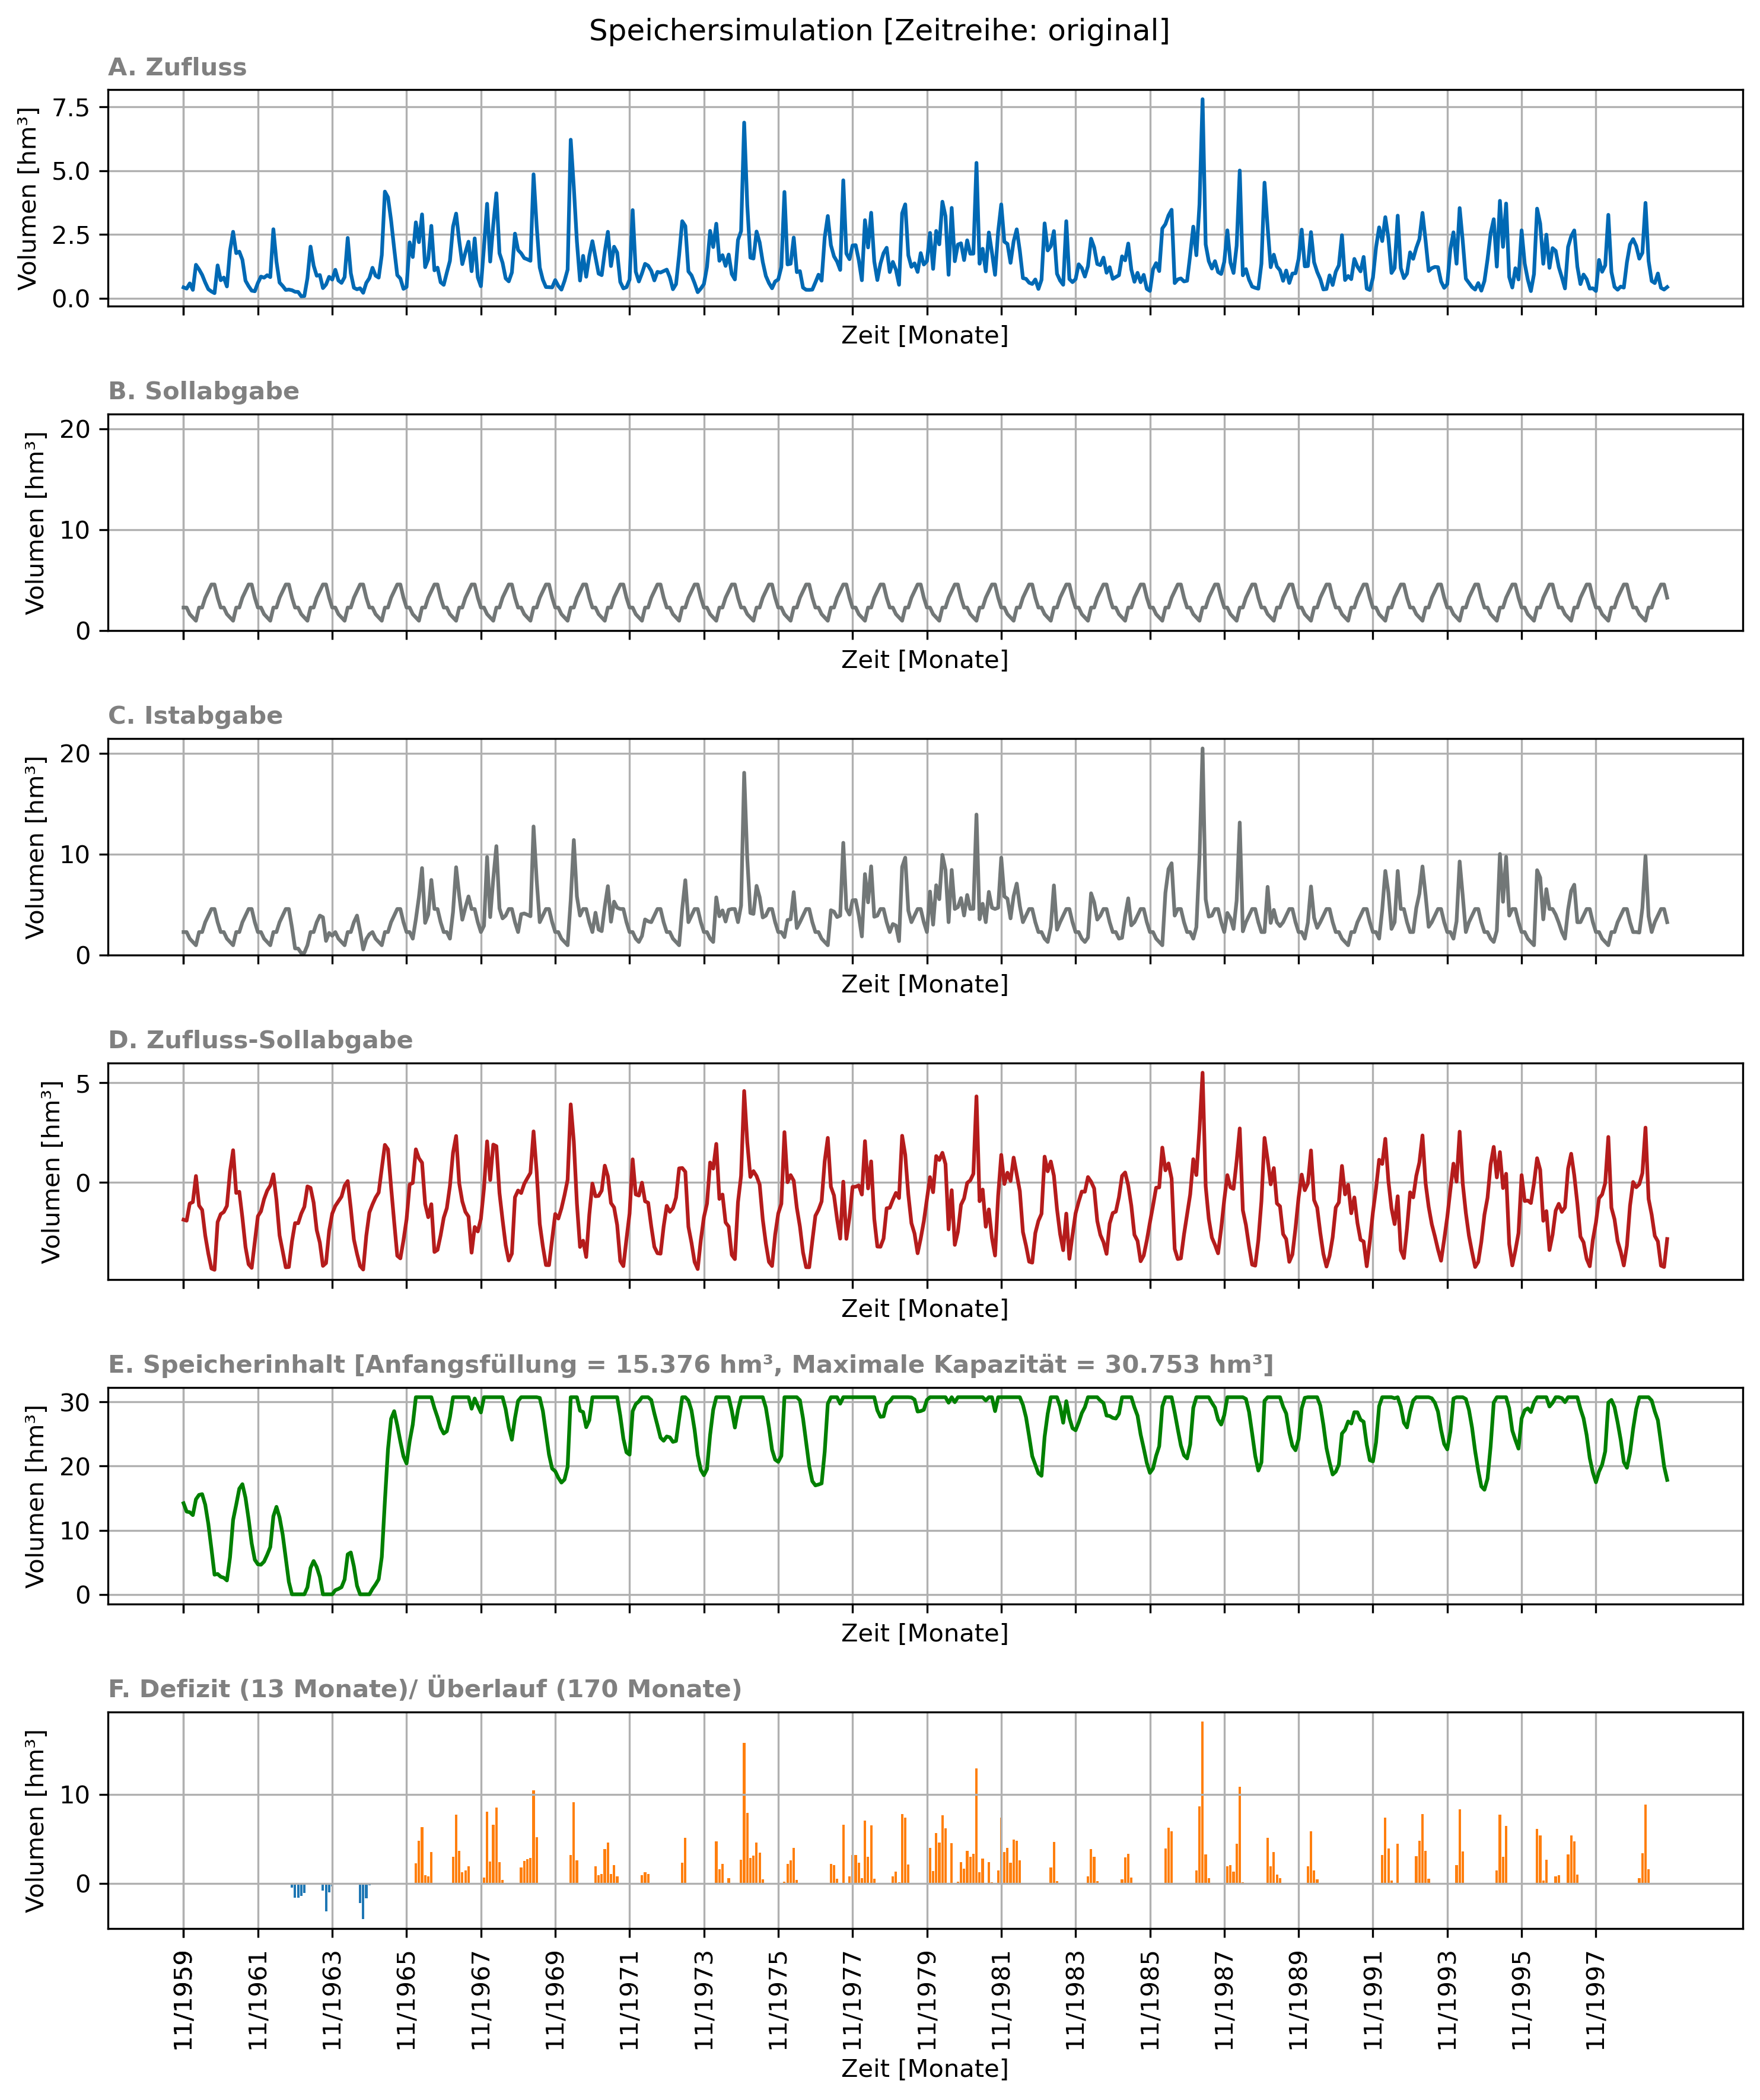 Speichersimulation [Zeitreihe: original]
A. Zufluss
Volumen [hm³]
7.5
5.0
2.5
0.0
Zeit [Monate]
B. Sollabgabe
Volumen [hm³]
20
10
0
Zeit [Monate]
C. Istabgabe
Volumen [hm³]
20
10
0
Zeit [Monate]
D. Zufluss-Sollabgabe
Volumen [hm³]
5
0
Zeit [Monate]
E. Speicherinhalt [Anfangsfüllung = 15.376 hm³, Maximale Kapazität = 30.753 hm³]
Volumen [hm³]
30
20
10
0
Zeit [Monate]
F. Defizit (13 Monate)/ Überlauf (170 Monate)
Volumen [hm³]
10
0
11/1959
11/1961
11/1963
11/1965
11/1967
11/1969
11/1971
11/1973
11/1975
11/1977
11/1979
11/1981
11/1983
11/1985
11/1987
11/1989
11/1991
11/1993
11/1995
11/1997
Zeit [Monate]